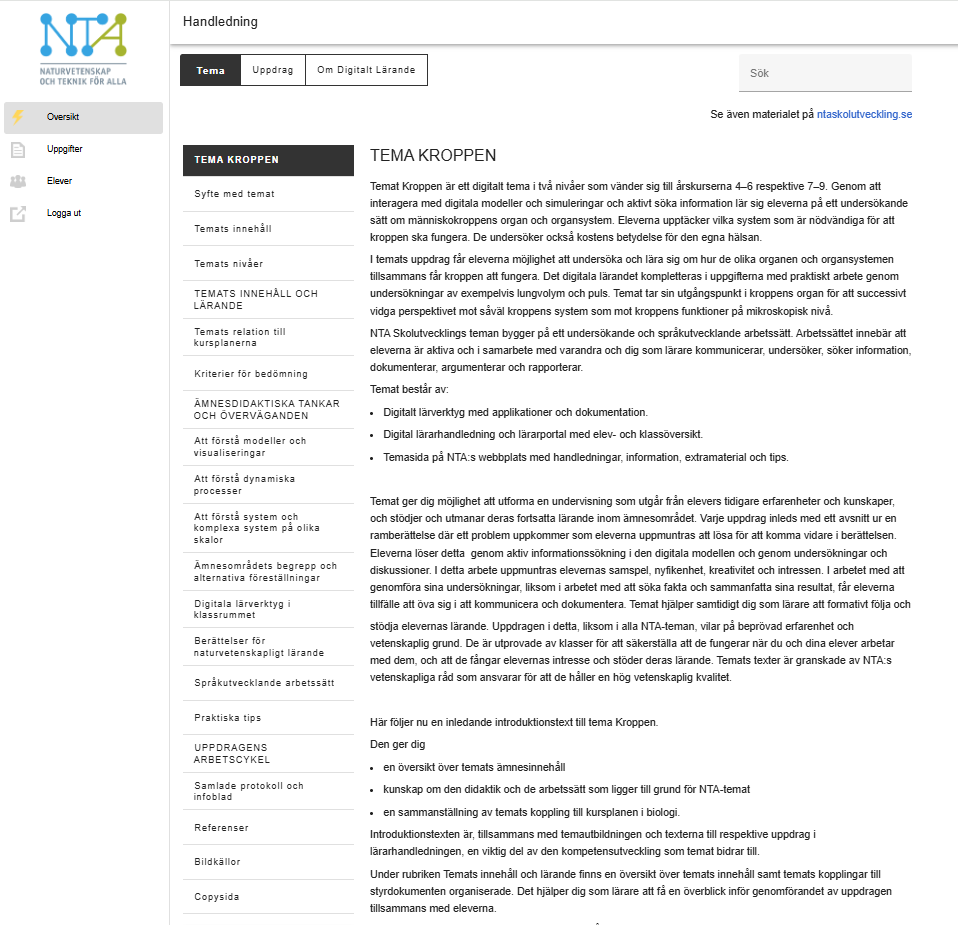 NTA
NATURVETENSKAP
OCH TEKNIK FÖR ALLA
Översikt
Uppgifter
Elever
Logga ut
Handledning
Tema
Uppdrag
Om Digitalt Lärande
Sök
Se även materialet på ntaskolutveckling.se
TEMA KROPPEN
Syfte med temat
Temats innehåll
Temats nivåer
TEMATS INNEHÅLL OCH
LÄRANDE
Temats relation till
kursplanerna
Kriterier för bedömning
ÄMNESDIDAKTISKA TANKAR
OCH ÖVERVÄGANDEN
Att förstå modeller och
visualiseringar
Att förstå dynamiska
processer
Att förstå system och
komplexa system på olika
skalor
Ämnesområdets begrepp och
alternativa föreställningar
Digitala lärverktyg i
klassrummet
Berättelser för
naturvetenskapligt lärande
Språkutvecklande arbetssätt
Praktiska tips
UPPDRAGENS
ARBETSCYKEL
Samlade protokoll och
infoblad
Referenser
Bildkällor
Copysida
TEMA KROPPEN
Temat Kroppen är ett digitalt tema i två nivåer som vänder sig till årskurserna 4–6 respektive 7–9. Genom att
interagera med digitala modeller och simuleringar och aktivt söka information lär sig eleverna på ett undersökande
sätt om människokroppens organ och organsystem. Eleverna upptäcker vilka system som är nödvändiga för att
kroppen ska fungera. De undersöker också kostens betydelse för den egna hälsan.
I temats uppdrag får eleverna möjlighet att undersöka och lära sig om hur de olika organen och organsystemen
tillsammans får kroppen att fungera. Det digitala lärandet kompletteras i uppgifterna med praktiskt arbete genom
undersökningar av exempelvis lungvolym och puls. Temat tar sin utgångspunkt i kroppens organ för att successivt
vidga perspektivet mot såväl kroppens system som mot kroppens funktioner på mikroskopisk nivå.
NTA Skolutvecklings teman bygger på ett undersökande och språkutvecklande arbetssätt. Arbetssättet innebär att
eleverna är aktiva och i samarbete med varandra och dig som lärare kommunicerar, undersöker, söker information,
dokumenterar, argumenterar och rapporterar.
Temat består av:
• Digitalt lärverktyg med applikationer och dokumentation.
• Digital lärarhandledning och lärarportal med elev- och klassöversikt.
• Temasida på NTA:s webbplats med handledningar, information, extramaterial och tips.
Temat ger dig möjlighet att utforma en undervisning som utgår från elevers tidigare erfarenheter och kunskaper,
och stödjer och utmanar deras fortsatta lärande inom ämnesområdet. Varje uppdrag inleds med ett avsnitt ur en
ramberättelse där ett problem uppkommer som eleverna uppmuntras att lösa för att komma vidare i berättelsen.
Eleverna löser detta genom aktiv informationssökning i den digitala modellen och genom undersökningar och
diskussioner. I detta arbete uppmuntras elevernas samspel, nyfikenhet, kreativitet och intressen. I arbetet med att
genomföra sina undersökningar, liksom i arbetet med att söka fakta och sammanfatta sina resultat, får eleverna
tillfälle att öva sig i att kommunicera och dokumentera. Temat hjälper samtidigt dig som lärare att formativt följa och
stödja elevernas lärande. Uppdragen i detta, liksom i alla NTA-teman, vilar på beprövad erfarenhet och
vetenskaplig grund. De är utprovade av klasser för att säkerställa att de fungerar när du och dina elever arbetar
med dem, och att de fångar elevernas intresse och stöder deras lärande. Temats texter är granskade av NTA:s
vetenskapliga råd som ansvarar för att de håller en hög vetenskaplig kvalitet.
Här följer nu en inledande introduktionstext till tema Kroppen.
Den ger dig
• en översikt över temats ämnesinnehåll
• kunskap om den didaktik och de arbetssätt som ligger till grund för NTA-temat
• en sammanställning av temats koppling till kursplanen i biologi.
Introduktionstexten är, tillsammans med temautbildningen och texterna till respektive uppdrag i
lärarhandledningen, en viktig del av den kompetensutveckling som temat bidrar till.
Under rubriken Temats innehåll och lärande finns en översikt över temats innehåll samt temats kopplingar till
styrdokumenten organiserade. Det hjälper dig som lärare att få en överblick inför genomförandet av uppdragen
tillsammans med eleverna.